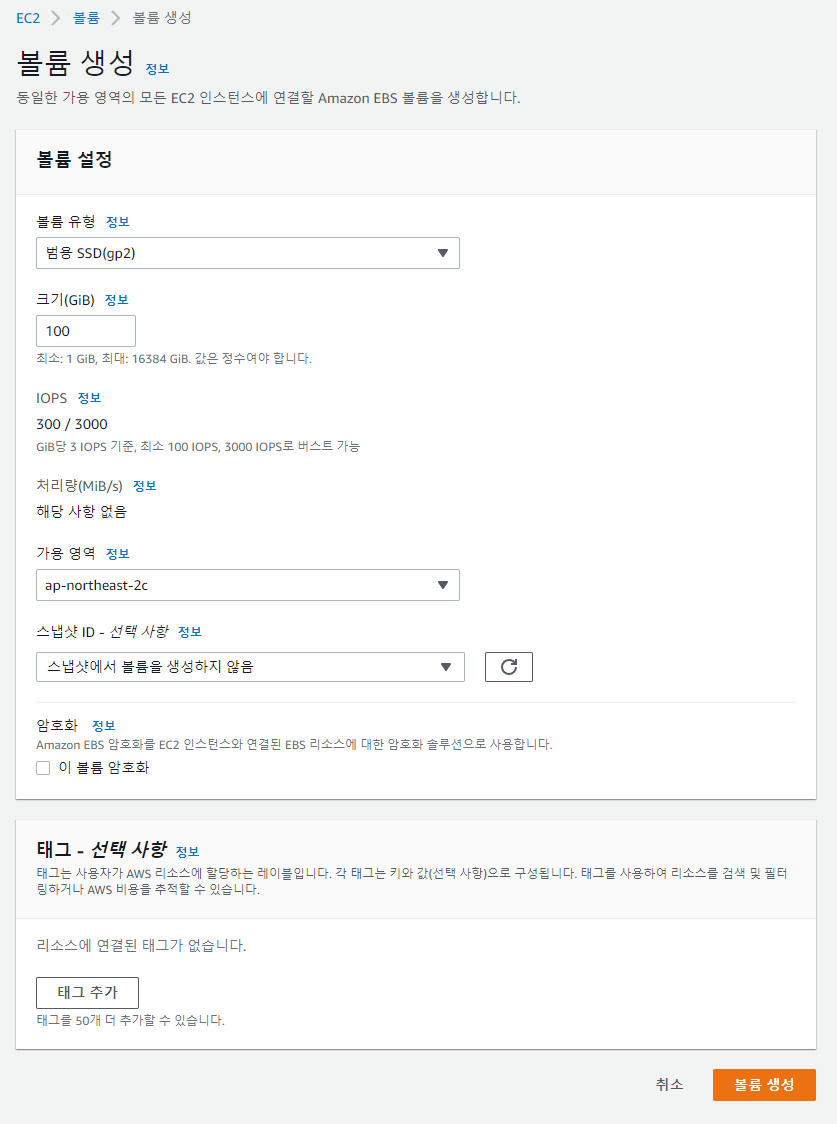 EC2 > 볼륨 > 볼륨 생성
볼륨 생성 정보
동일한 가용 영역의 모든 EC2 인스턴스에 연결할 Amazon EBS 볼륨을 생성합니다.
볼륨 설정
볼륨 유형 정보
범용 SSD(gp2)
크기(GiB) 정보
100
최소: 1 GiB, 최대: 16384 GiB. 값은 정수여야 합니다.
IOPS 정보
300 / 3000
GiB당 3 IOPS 기준, 최소 100 IOPS, 3000 IOPS로 버스트 가능
처리량(MiB/s) 정보
해당 사항 없음
가용 영역 정보
ap-northeast-2c
스냅샷 ID - 선택 사항 정보
스냅샷에서 볼륨을 생성하지 않음
암호화 정보
Amazon EBS 암호화를 EC2 인스턴스와 연결된 EBS 리소스에 대한 암호화 솔루션으로 사용합니다.
이 볼륨 암호화
태그 - 선택 사항 정보
태그는 사용자가 AWS 리소스에 할당하는 레이블입니다. 각 태그는 키와 값(선택 사항)으로 구성됩니다. 태그를 사용하여 리소스를 검색 및 필터
링하거나 AWS 비용을 추적할 수 있습니다.
리소스에 연결된 태그가 없습니다.
태그 추가
태그를 50개 더 추가할 수 있습니다.
취소 볼륨 생성